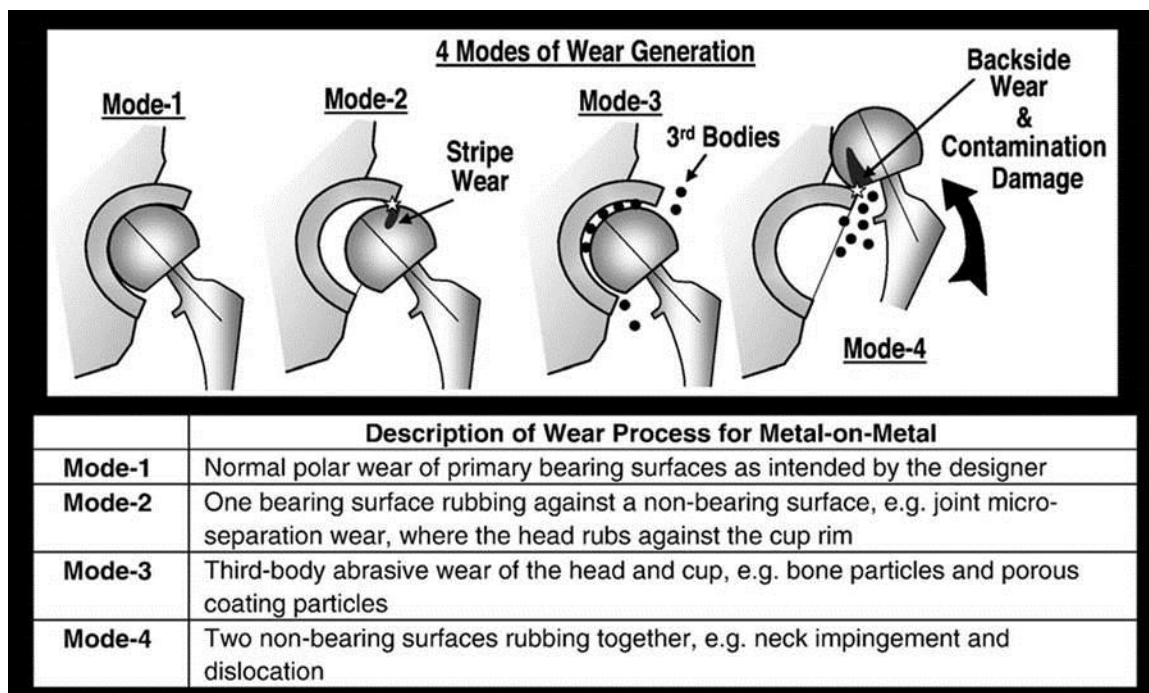 4 Modes of Wear Generation
Mode-1
Mode-2
Stripe
Wear
Mode-3
3rd Bodies
Backside
Wear
&
Contamination
Damage
Mode-4
Description of Wear Process for Metal-on-Metal
Mode-1 Normal polar wear of primary bearing surfaces as intended by the designer
Mode-2 One bearing surface rubbing against a non-bearing surface, e.g. joint micro-
separation wear, where the head rubs against the cup rim
Mode-3 Third-body abrasive wear of the head and cup, e.g. bone particles and porous
coating particles
Mode-4 Two non-bearing surfaces rubbing together, e.g. neck impingement and
dislocation